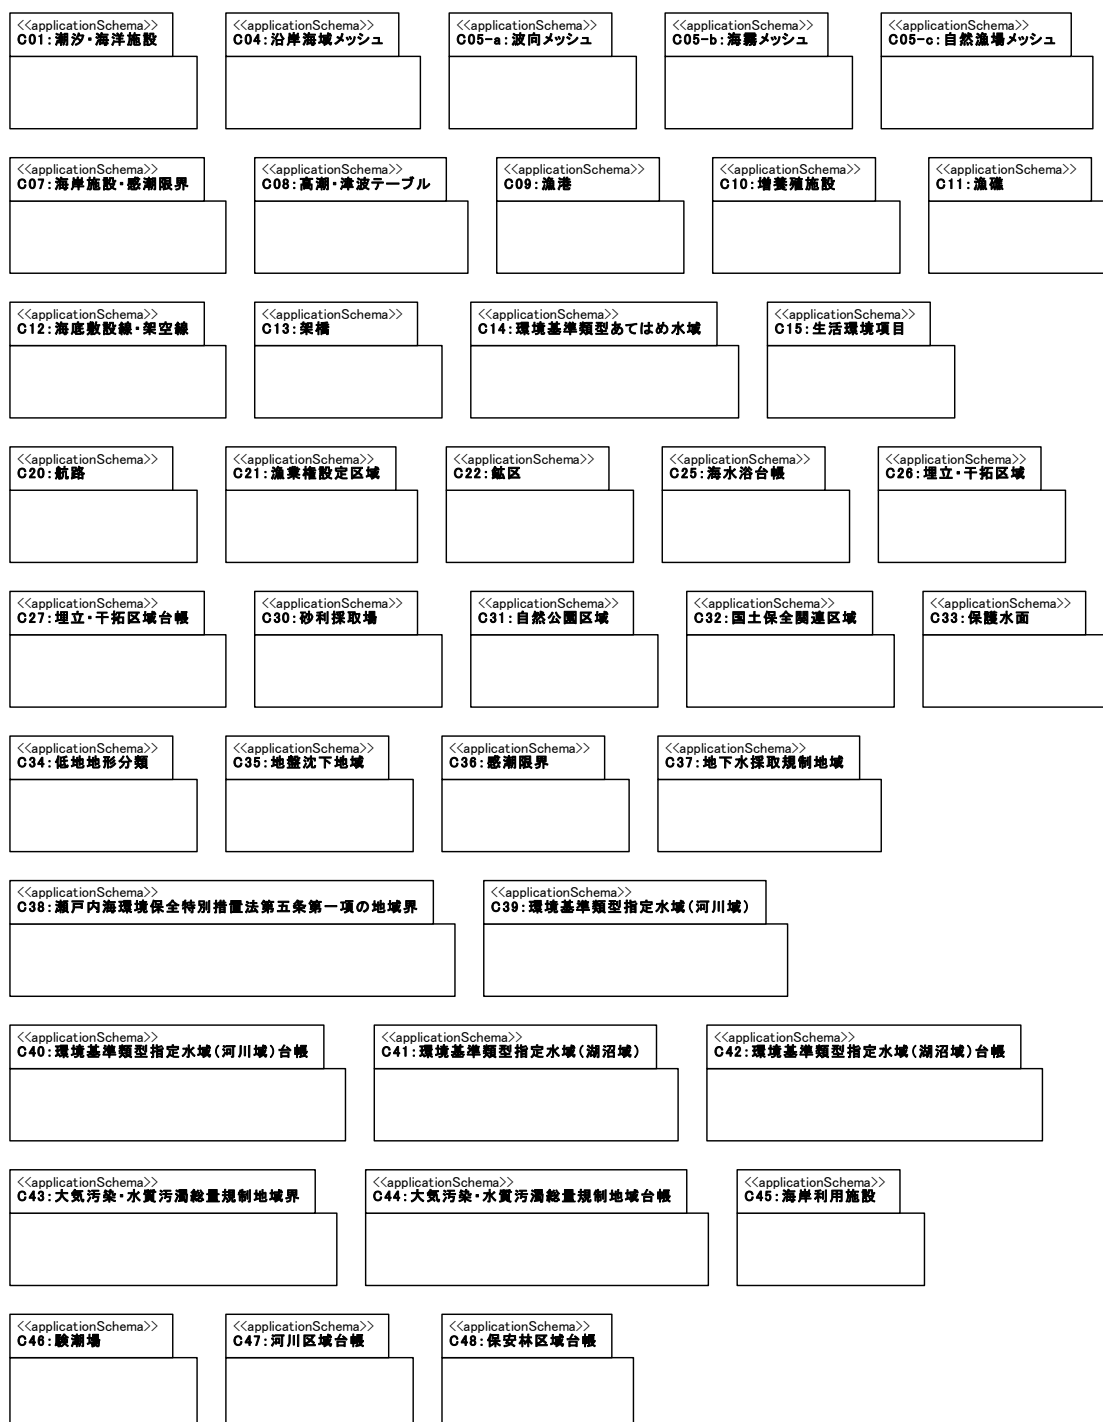 <<applicationSchema>>
C01:潮汐・海洋施設
<<applicationSchema>>
C04:沿岸海域メッシュ
<<applicationSchema>>
C05-a:波向メッシュ
<<applicationSchema>>
C05-b:海霧メッシュ
<<applicationSchema>>
C05-c:自然漁場メッシュ
<<applicationSchema>>
C07:海岸施設・感潮限界
<<applicationSchema>>
C08:高潮・津波テーブル
<<applicationSchema>>
C09:漁港
<<applicationSchema>>
C10:増養殖施設
<<applicationSchema>>
C11:漁礁
<<applicationSchema>>
C12:海底敷設線・架空線
<<applicationSchema>>
C13:架橋
<<applicationSchema>>
C14:環境基準類型あてはめ水域
<<applicationSchema>>
C15:生活環境項目
<<applicationSchema>>
C20:航路
<<applicationSchema>>
C21:漁業権設定区域
<<applicationSchema>>
C22:鉱区
<<applicationSchema>>
C25:海水浴台帳
<<applicationSchema>>
C26:埋立・干拓区域
<<applicationSchema>>
C27:埋立・干拓区域台帳
<<applicationSchema>>
C30:砂利採取場
<<applicationSchema>>
C31:自然公園区域
<<applicationSchema>>
C32:国土保全関連区域
<<applicationSchema>>
C33:保護水面
<<applicationSchema>>
C34:低地地形分類
<<applicationSchema>>
C35:地盤沈下地域
<<applicationSchema>>
C36:感潮限界
<<applicationSchema>>
C37:地下水採取規制地域
<<applicationSchema>>
C38:瀬戸内海環境保全特別措置法第五条第一項の地域界
<<applicationSchema>>
C39:環境基準類型指定水域(河川域)
<<applicationSchema>>
C40:環境基準類型指定水域(河川域)台帳
<<applicationSchema>>
C41:環境基準類型指定水域(湖沼域)
<<applicationSchema>>
C42:環境基準類型指定水域(湖沼域)台帳
<<applicationSchema>>
C43:大気汚染・水質汚濁総量規制地域界
<<applicationSchema>>
C44:大気汚染・水質汚濁総量規制地域台帳
<<applicationSchema>>
C45:海岸利用施設
<<applicationSchema>>
C46:験潮場
<<applicationSchema>>
C47:河川区域台帳
<<applicationSchema>>
C48:保安林区域台帳